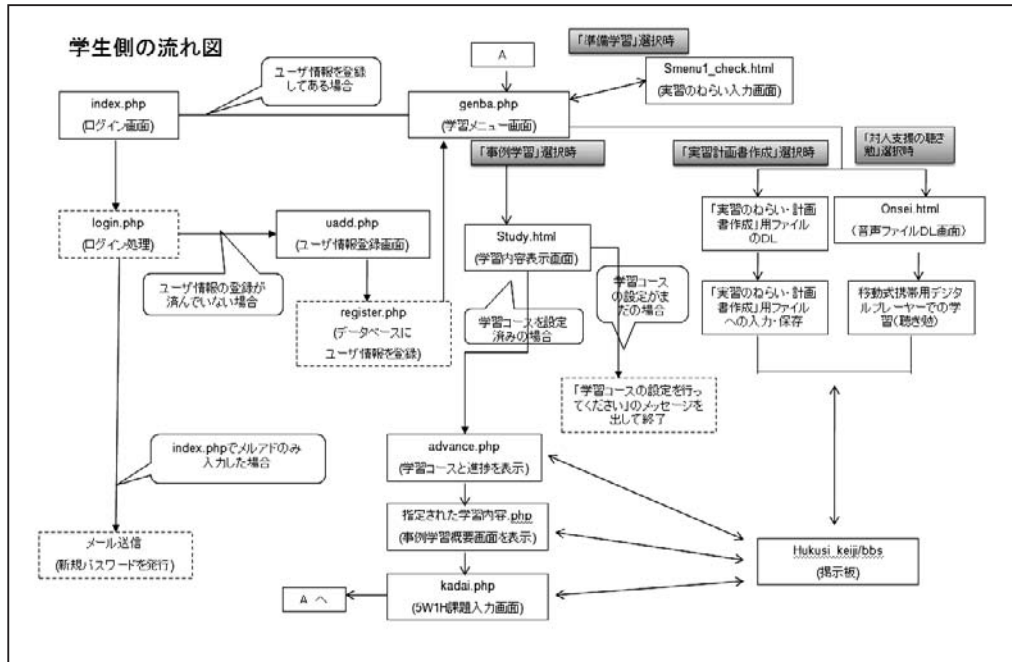 学生側の流れ図
ユーザ情報を登録
してある場合
A
「準備学習」選択時
index.php
(ログイン画面)
genba.php
(学習メニュー画面)
Smenu1_check.html
(実習のねらい入力画面)
「事例学習」選択時
「実習計画書作成」選択時
「対人支援の聴き
勉」選択時
login.php
(ログイン処理)
uadd.php
(ユーザ情報登録画面)
Study.html
(学習内容表示画面)
「実習のねらい・計画
書作成」用ファイル
のDL
Onsei.html
(音声ファイルDL画面)
ユーザ情報の登録が
済んでいない場合
register.php
(データベースに
ユーザ情報を登録)
学習コースを設定
済みの場合
学習コース
の設定がま
だの場合
「実習のねらい・計画
書作成」用ファイル
への入力・保存
移動式携帯用デジタ
ルプレーヤーでの学
習(聴き勉)
「学習コースの設定を行っ
てください」のメッセージを
出して終了
index.phpでメルアドのみ
入力した場合
advance.php
(学習コースと進捗を表示)
指定された学習内容.php
(事例学習概要画面を表示)
メール送信
(新規パスワードを発行)
Hukusi_keiji/bbs
(掲示板)
A へ
kadai.php
(5W1H課題入力画面)